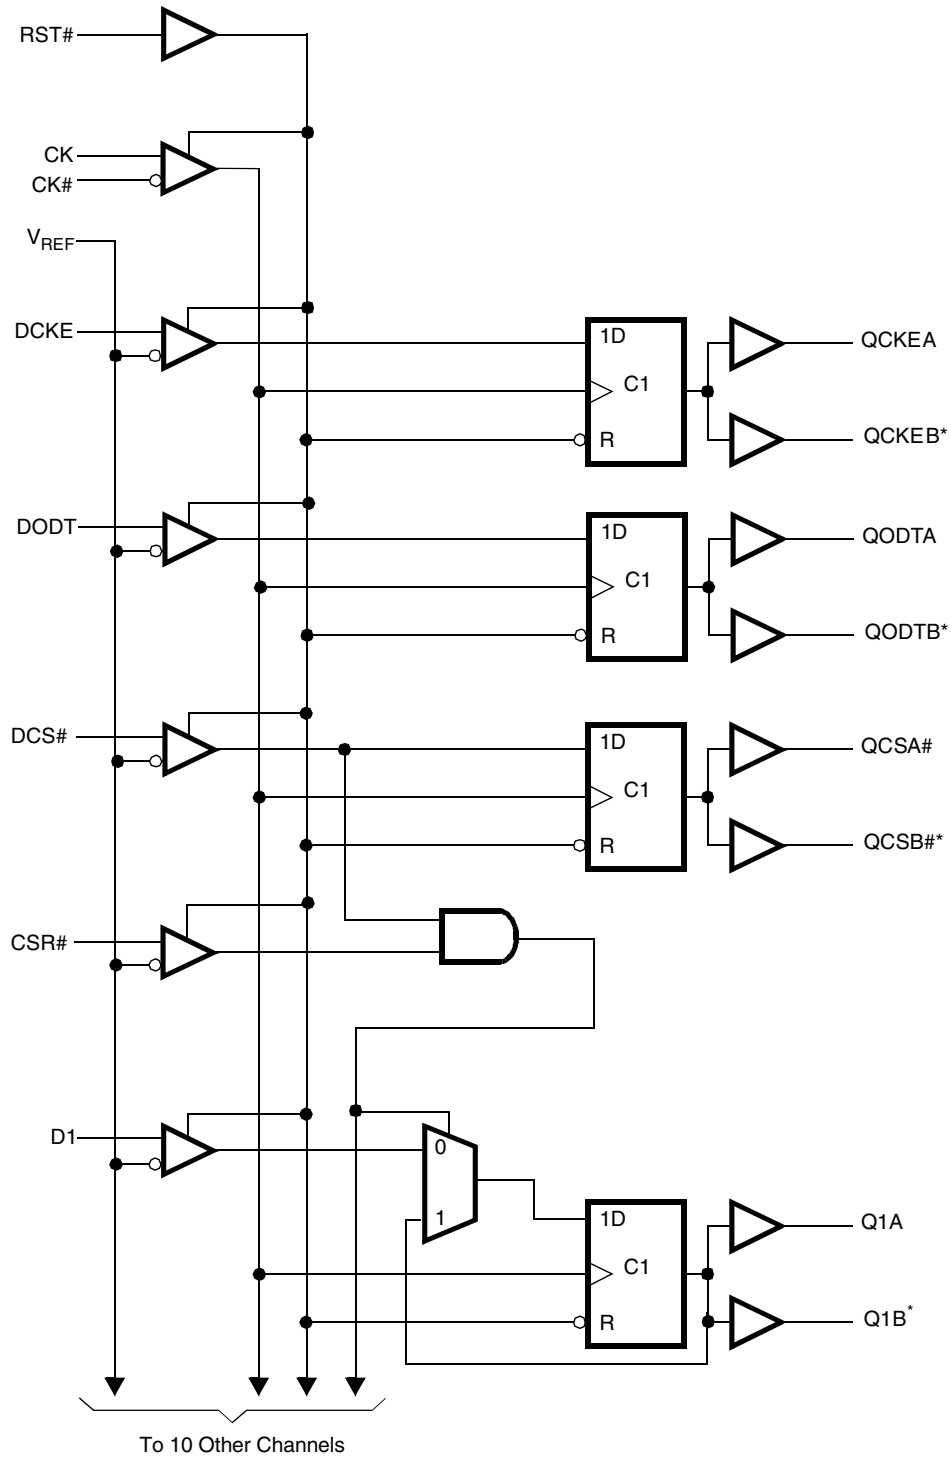 RST#
CK
CK#
VREF
DCKE
1D
C1
R
QCKEA
QCKEB*
DODT
1D
C1
R
QODTA
QODTB*
DCS#
1D
C1
R
QCSA#
QCSB#*
CSR#
D1
0
1
1D
C1
R
Q1A
Q1B*
To 10 Other Channels